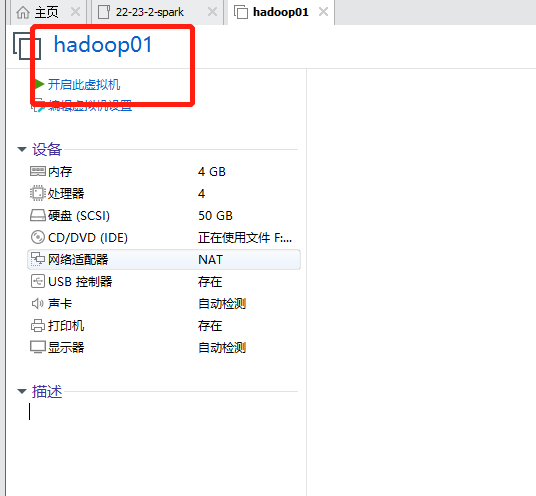 主页 22-23-2-spark hadoop01
hadoop01
开启此虚拟机
编辑虚拟机设置
设备
内存 4 GB
处理器 4
硬盘 (SCSI) 50 GB
CD/DVD (IDE) 正在使用文件 F:...
网络适配器 NAT
USB 控制器 存在
声卡 自动检测
打印机 存在
显示器 自动检测
描述